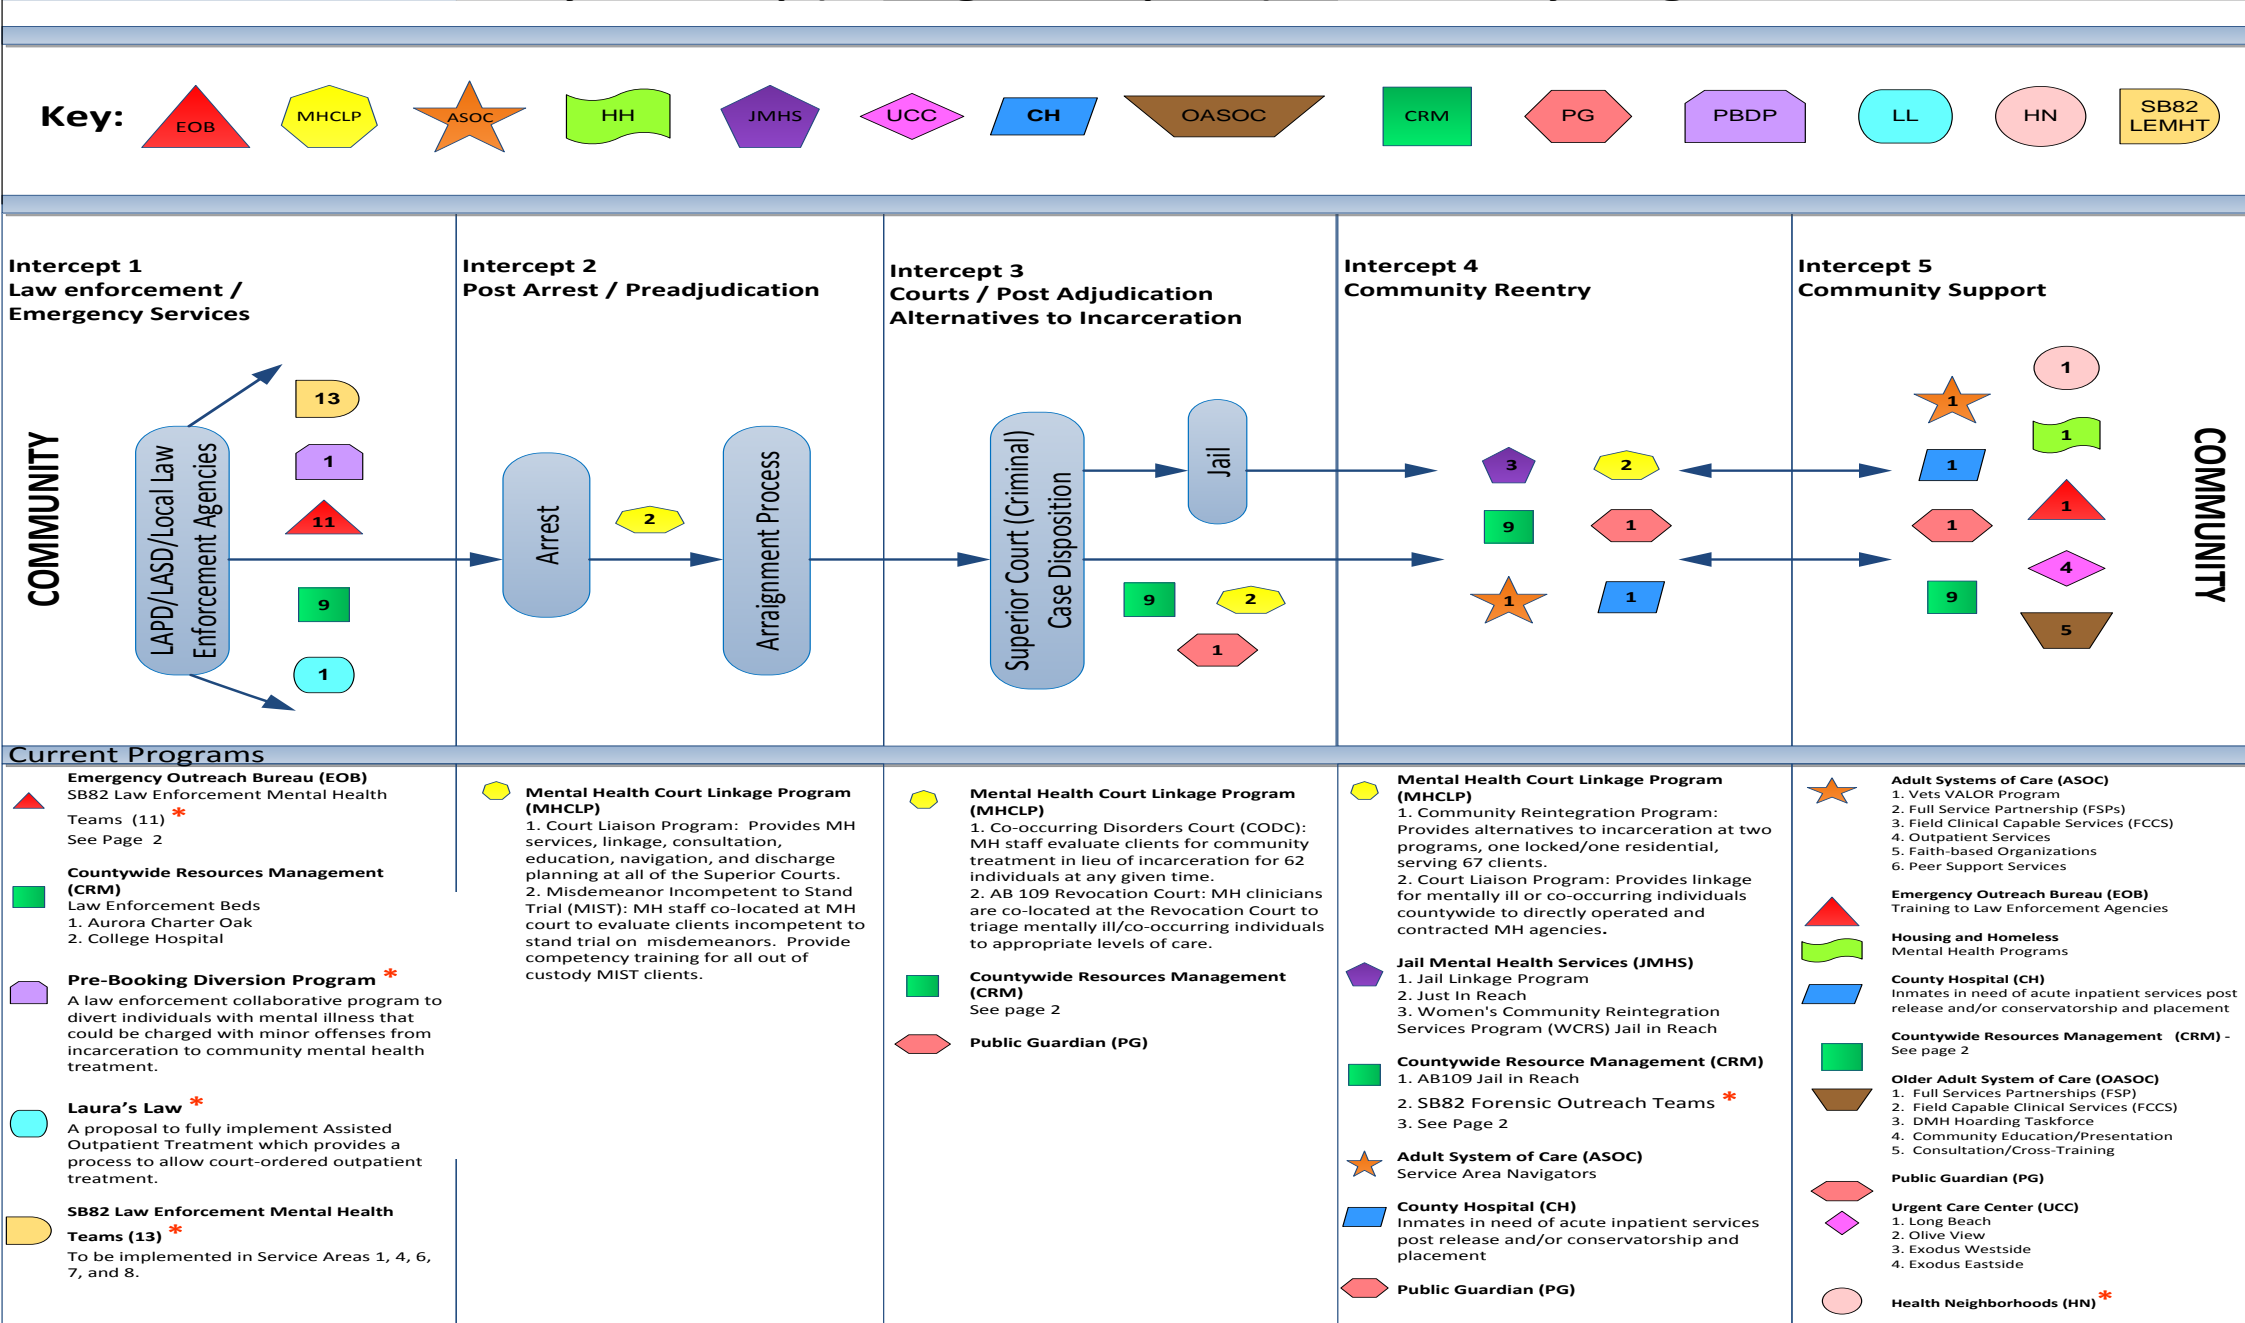 Key:
EOB
MHCLP
ASOC
HH
JMHS
UCC
CH
OASOC
CRM
PG
PBDP
LL
HN
SB82
LEMHT
Intercept 1
Law enforcement /
Emergency Services
COMMUNITY
LAPD/LASD/Local Law
Enforcement Agencies
13
1
11
9
1
Intercept 2
Post Arrest / Preadjudication
Arrest
2
Arraignment Process
Intercept 3
Courts / Post Adjudication
Alternatives to Incarceration
Superior Court (Criminal)
Case Disposition
Jail
9
2
1
Intercept 4
Community Reentry
3
2
9
1
1
1
Intercept 5
Community Support
1
1
1
1
1
1
4
9
5
COMMUNITY
Current Programs
Emergency Outreach Bureau (EOB)
SB82 Law Enforcement Mental Health
Teams (11) *
See Page 2
Countywide Resources Management
(CRM)
Law Enforcement Beds
1. Aurora Charter Oak
2. College Hospital
Pre-Booking Diversion Program *
A law enforcement collaborative program to
divert individuals with mental illness that
could be charged with minor offenses from
incarceration to community mental health
treatment.
Laura's Law *
A proposal to fully implement Assisted
Outpatient Treatment which provides a
process to allow court-ordered outpatient
treatment.
SB82 Law Enforcement Mental Health
Teams (13) *
To be implemented in Service Areas 1, 4, 6,
7, and 8.
Mental Health Court Linkage Program
(MHCLP)
1. Court Liaison Program: Provides MH
services, linkage, consultation,
education, navigation, and discharge
planning at all of the Superior Courts.
2. Misdemeanor Incompetent to Stand
Trial (MIST): MH staff co-located at MH
court to evaluate clients incompetent to
stand trial on misdemeanors. Provide
competency training for all out of
custody MIST clients.
Mental Health Court Linkage Program
(MHCLP)
1. Co-occurring Disorders Court (CODC):
MH staff evaluate clients for community
treatment in lieu of incarceration for 62
individuals at any given time.
2. AB 109 Revocation Court: MH clinicians
are co-located at the Revocation Court to
triage mentally ill/co-occurring individuals
to appropriate levels of care.
Countywide Resources Management
(CRM)
See page 2
Public Guardian (PG)
Mental Health Court Linkage Program
(MHCLP)
1. Community Reintegration Program:
Provides alternatives to incarceration at two
programs, one locked/one residential,
serving 67 clients.
2. Court Liaison Program: Provides linkage
for mentally ill or co-occurring individuals
countywide to directly operated and
contracted MH agencies.
Jail Mental Health Services (JMHS)
1. Jail Linkage Program
2. Just In Reach
3. Women's Community Reintegration
Services Program (WCRS) Jail in Reach
Countywide Resource Management (CRM)
1. AB109 Jail in Reach
2. SB82 Forensic Outreach Teams *
3. See Page 2
Adult System of Care (ASOC)
Service Area Navigators
County Hospital (CH)
Inmates in need of acute inpatient services
post release and/or conservatorship and
placement
Public Guardian (PG)
Adult Systems of Care (ASOC)
1. Vets VALOR Program
2. Full Service Partnership (FSPs)
3. Field Clinical Capable Services (FCCS)
4. Outpatient Services
5. Faith-based Organizations
6. Peer Support Services
Emergency Outreach Bureau (EOB)
Training to Law Enforcement Agencies
Housing and Homeless
Mental Health Programs
County Hospital (CH)
Inmates in need of acute inpatient services post
release and/or conservatorship and placement
Countywide Resources Management (CRM) -
See page 2
Older Adult System of Care (OASOC)
1. Full Services Partnerships (FSP)
2. Field Capable Clinical Services (FCCS)
3. DMH Hoarding Taskforce
4. Community Education/Presentation
5. Consultation/Cross-Training
Public Guardian (PG)
Urgent Care Center (UCC)
1. Long Beach
2. Olive View
3. Exodus Westside
4. Exodus Eastside
Health Neighborhoods (HN) *